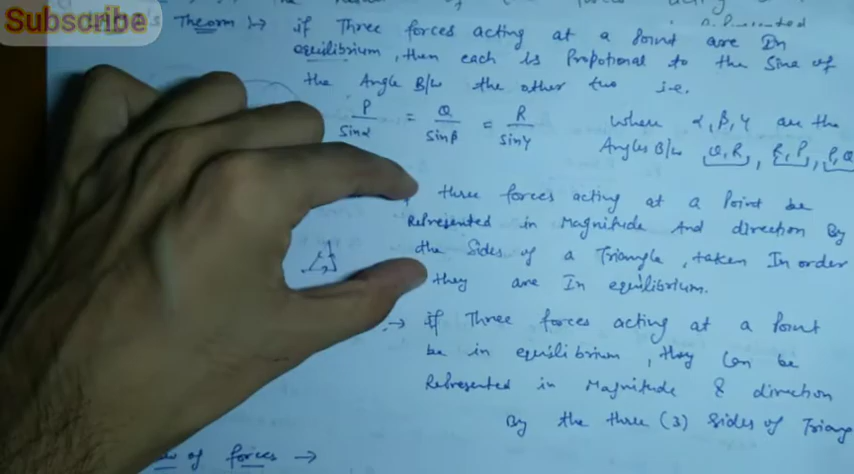 Subscribe
Theorm :→ if Three forces acting at a Point are In
equilibrium, then each is Propotional to the Sine of
the Angle B/w the other two i.e.
P/Sinα = Q/Sinβ = R/Sinγ Where α, β, γ are the
Angles B/w Q,R, R,P, P,Q
three forces acting at a Point be
Represented in Magnitude And direction By
the Sides of a Triangle, taken In order
they are In equilibrium.
→ if Three forces acting at a Point
be in equilibrium, they Can be
Represented in Magnitude & direction
By the three (3) Sides of
of forces →